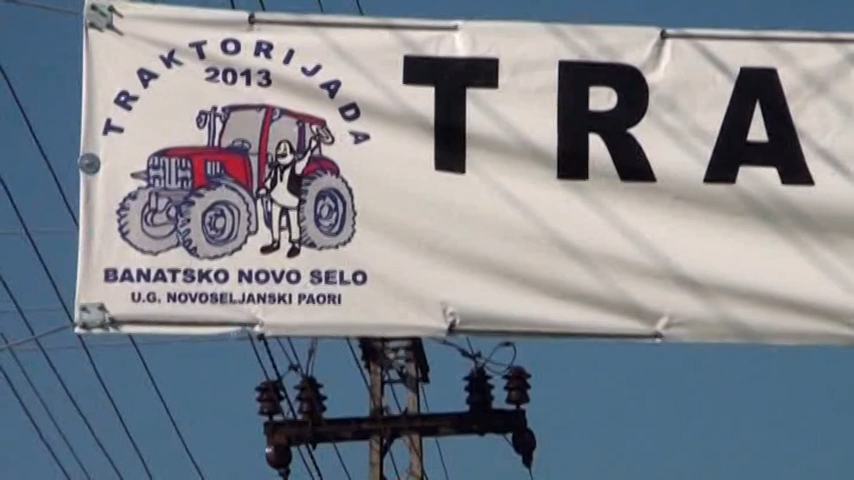 TRAKTORIJADA
2013
BANATSKO NOVO SELO
U.G. NOVOSELJANSKI PAORI
TRA